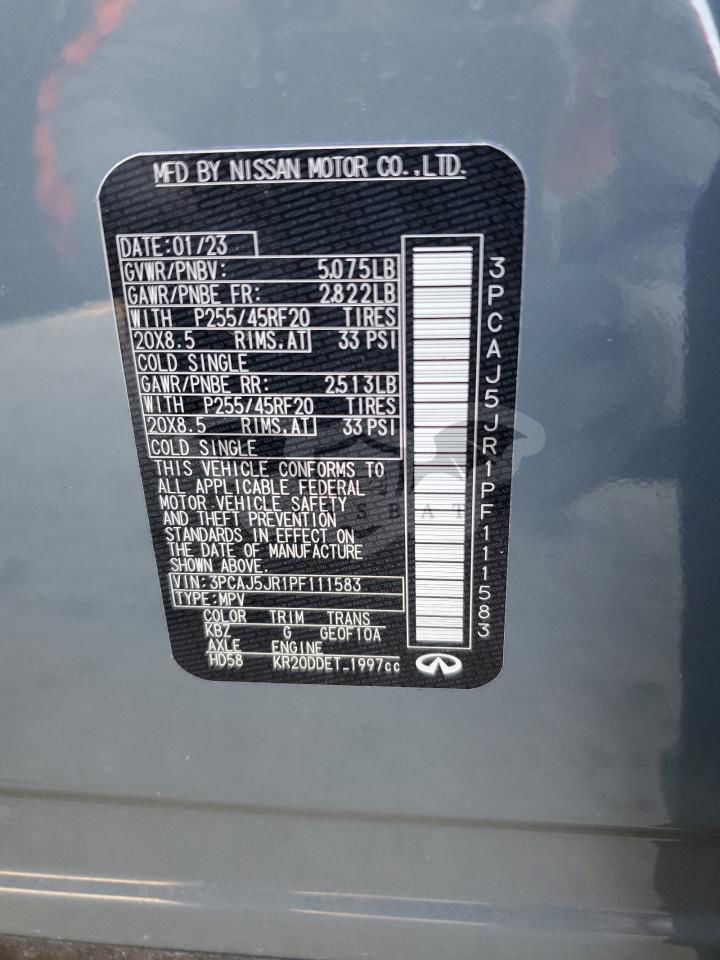 MFD BY NISSAN MOTOR CO.,LTD.
DATE:01/23
GVWR/PNBV: 5.075LB
GAWR/PNBE FR: 2.822LB
WITH P255/45RF20 TIRES
20X8.5 RIMS,AT 33 PSI
COLD SINGLE
GAWR/PNBE RR: 2.513LB
WITH P255/45RF20 TIRES
20X8.5 RIMS,AT 33 PSI
COLD SINGLE
THIS VEHICLE CONFORMS TO
ALL APPLICABLE FEDERAL
MOTOR VEHICLE SAFETY
AND THEFT PREVENTION
STANDARDS IN EFFECT ON
THE DATE OF MANUFACTURE
SHOWN ABOVE.
VIN:3PCAJ5JR1PF111583
TYPE:MPV
COLOR TRIM TRANS
KBZ G GE0F10A
AXLE ENGINE
HD58 KR20DDET 1997cc
3PCAJ5JR1PF111583